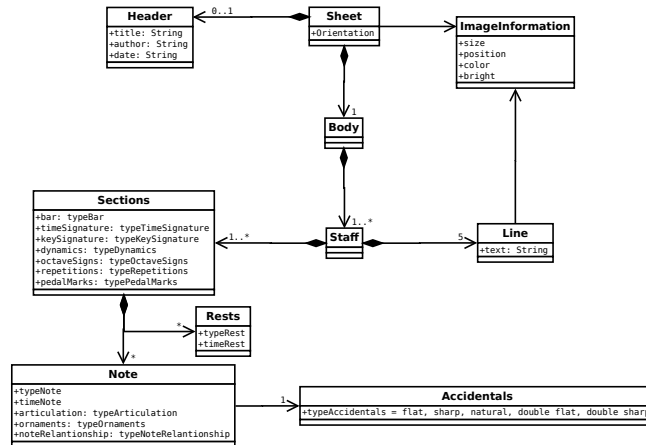 Header
+title: String
+author: String
+date: String
0..1
Sheet
+Orientation
ImageInformation
+size
+position
+color
+bright
1
Body
1..*
Sections
+bar: typeBar
+timeSignature: typeTimeSignature
+keySignature: typeKeySignature
+dynamics: typeDynamics
+octaveSigns: typeOctaveSigns
+repetitions: typeRepetitions
+pedalMarks: typePedalMarks
1..*
Staff
5
Line
+text: String
*
Rests
+typeRest
+timeRest
*
Note
+typeNote
+timeNote
+articulation: typeArticulation
+ornaments: typeOrnaments
+noteRelantionship: typeNoteRelantionship
1
Accidentals
+typeAccidentals = flat, sharp, natural, double flat, double sharp